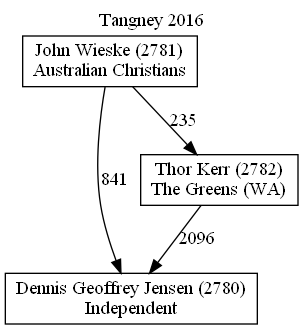 Tangney 2016
John Wieske (2781)
Australian Christians
235
Thor Kerr (2782)
The Greens (WA)
841
2096
Dennis Geoffrey Jensen (2780)
Independent